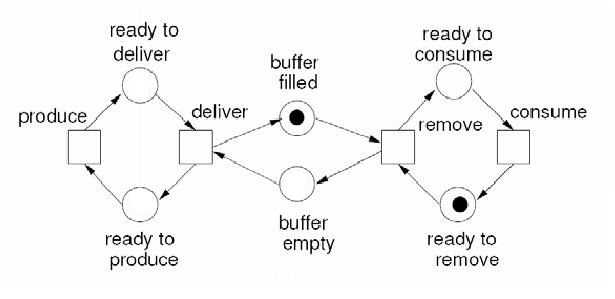 ready to
deliver
produce
deliver
buffer
filled
ready to
consume
remove
consume
ready to
produce
buffer
empty
ready to
remove